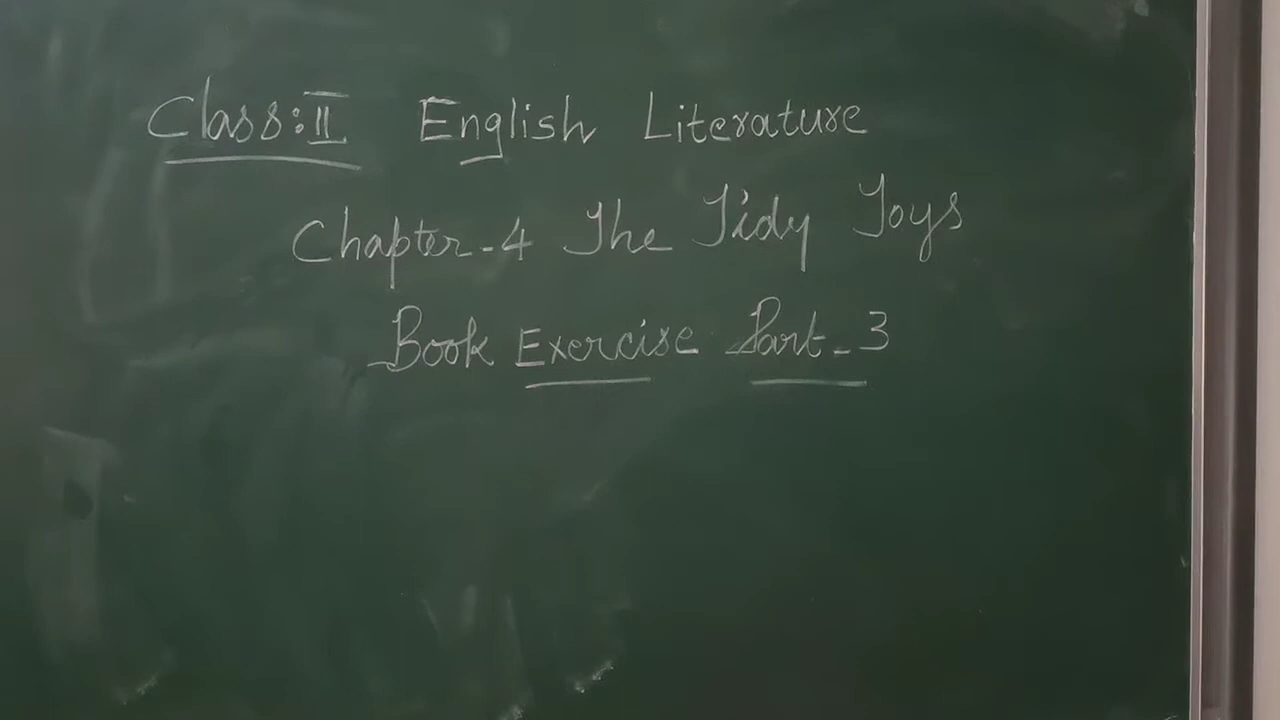 Class: II English Literature
Chapter-4 The Tidy Toys
Book Exercise Part-3